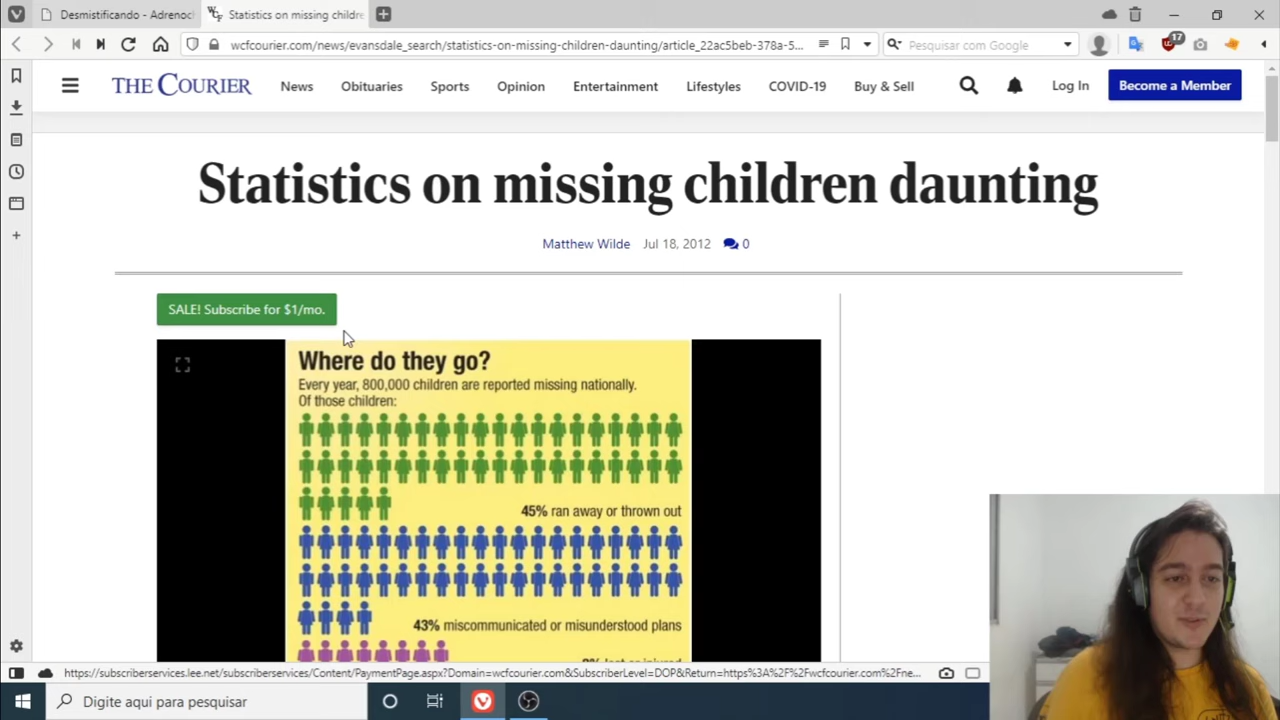 Desmistificando - Adrenoc
Statistics on missing childre
wcfcourier.com/news/evansdale_search/statistics-on-missing-children-daunting/article_22ac5beb-378a-5...
Pesquisar com Google
17
THE COURIER
News
Obituaries
Sports
Opinion
Entertainment
Lifestyles
COVID-19
Buy & Sell
Log In
Become a Member
Statistics on missing children daunting
Matthew Wilde Jul 18, 2012 0
SALE! Subscribe for $1/mo.
Where do they go?
Every year, 800,000 children are reported missing nationally.
Of those children:
45% ran away or thrown out
43% miscommunicated or misunderstood plans
https://subscriberservices.lee.net/subscriberservices/Content/PaymentPage.aspx?Domain=wcfcourier.com&SubscriberLevel=DOP&Return=https%3A%2F%2Fwcfcourier.com%2Fne...
Digite aqui para pesquisar